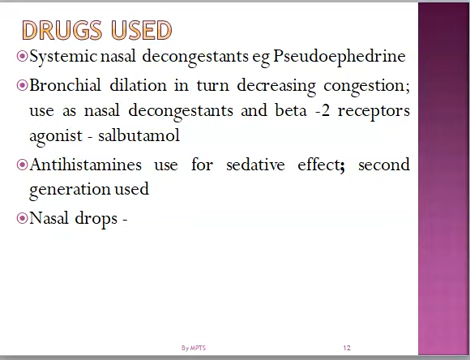 DRUGS USED
Systemic nasal decongestants eg Pseudoephedrine
Bronchial dilation in turn decreasing congestion;
use as nasal decongestants and beta -2 receptors
agonist - salbutamol
Antihistamines use for sedative effect; second
generation used
Nasal drops -
By MPTS
12